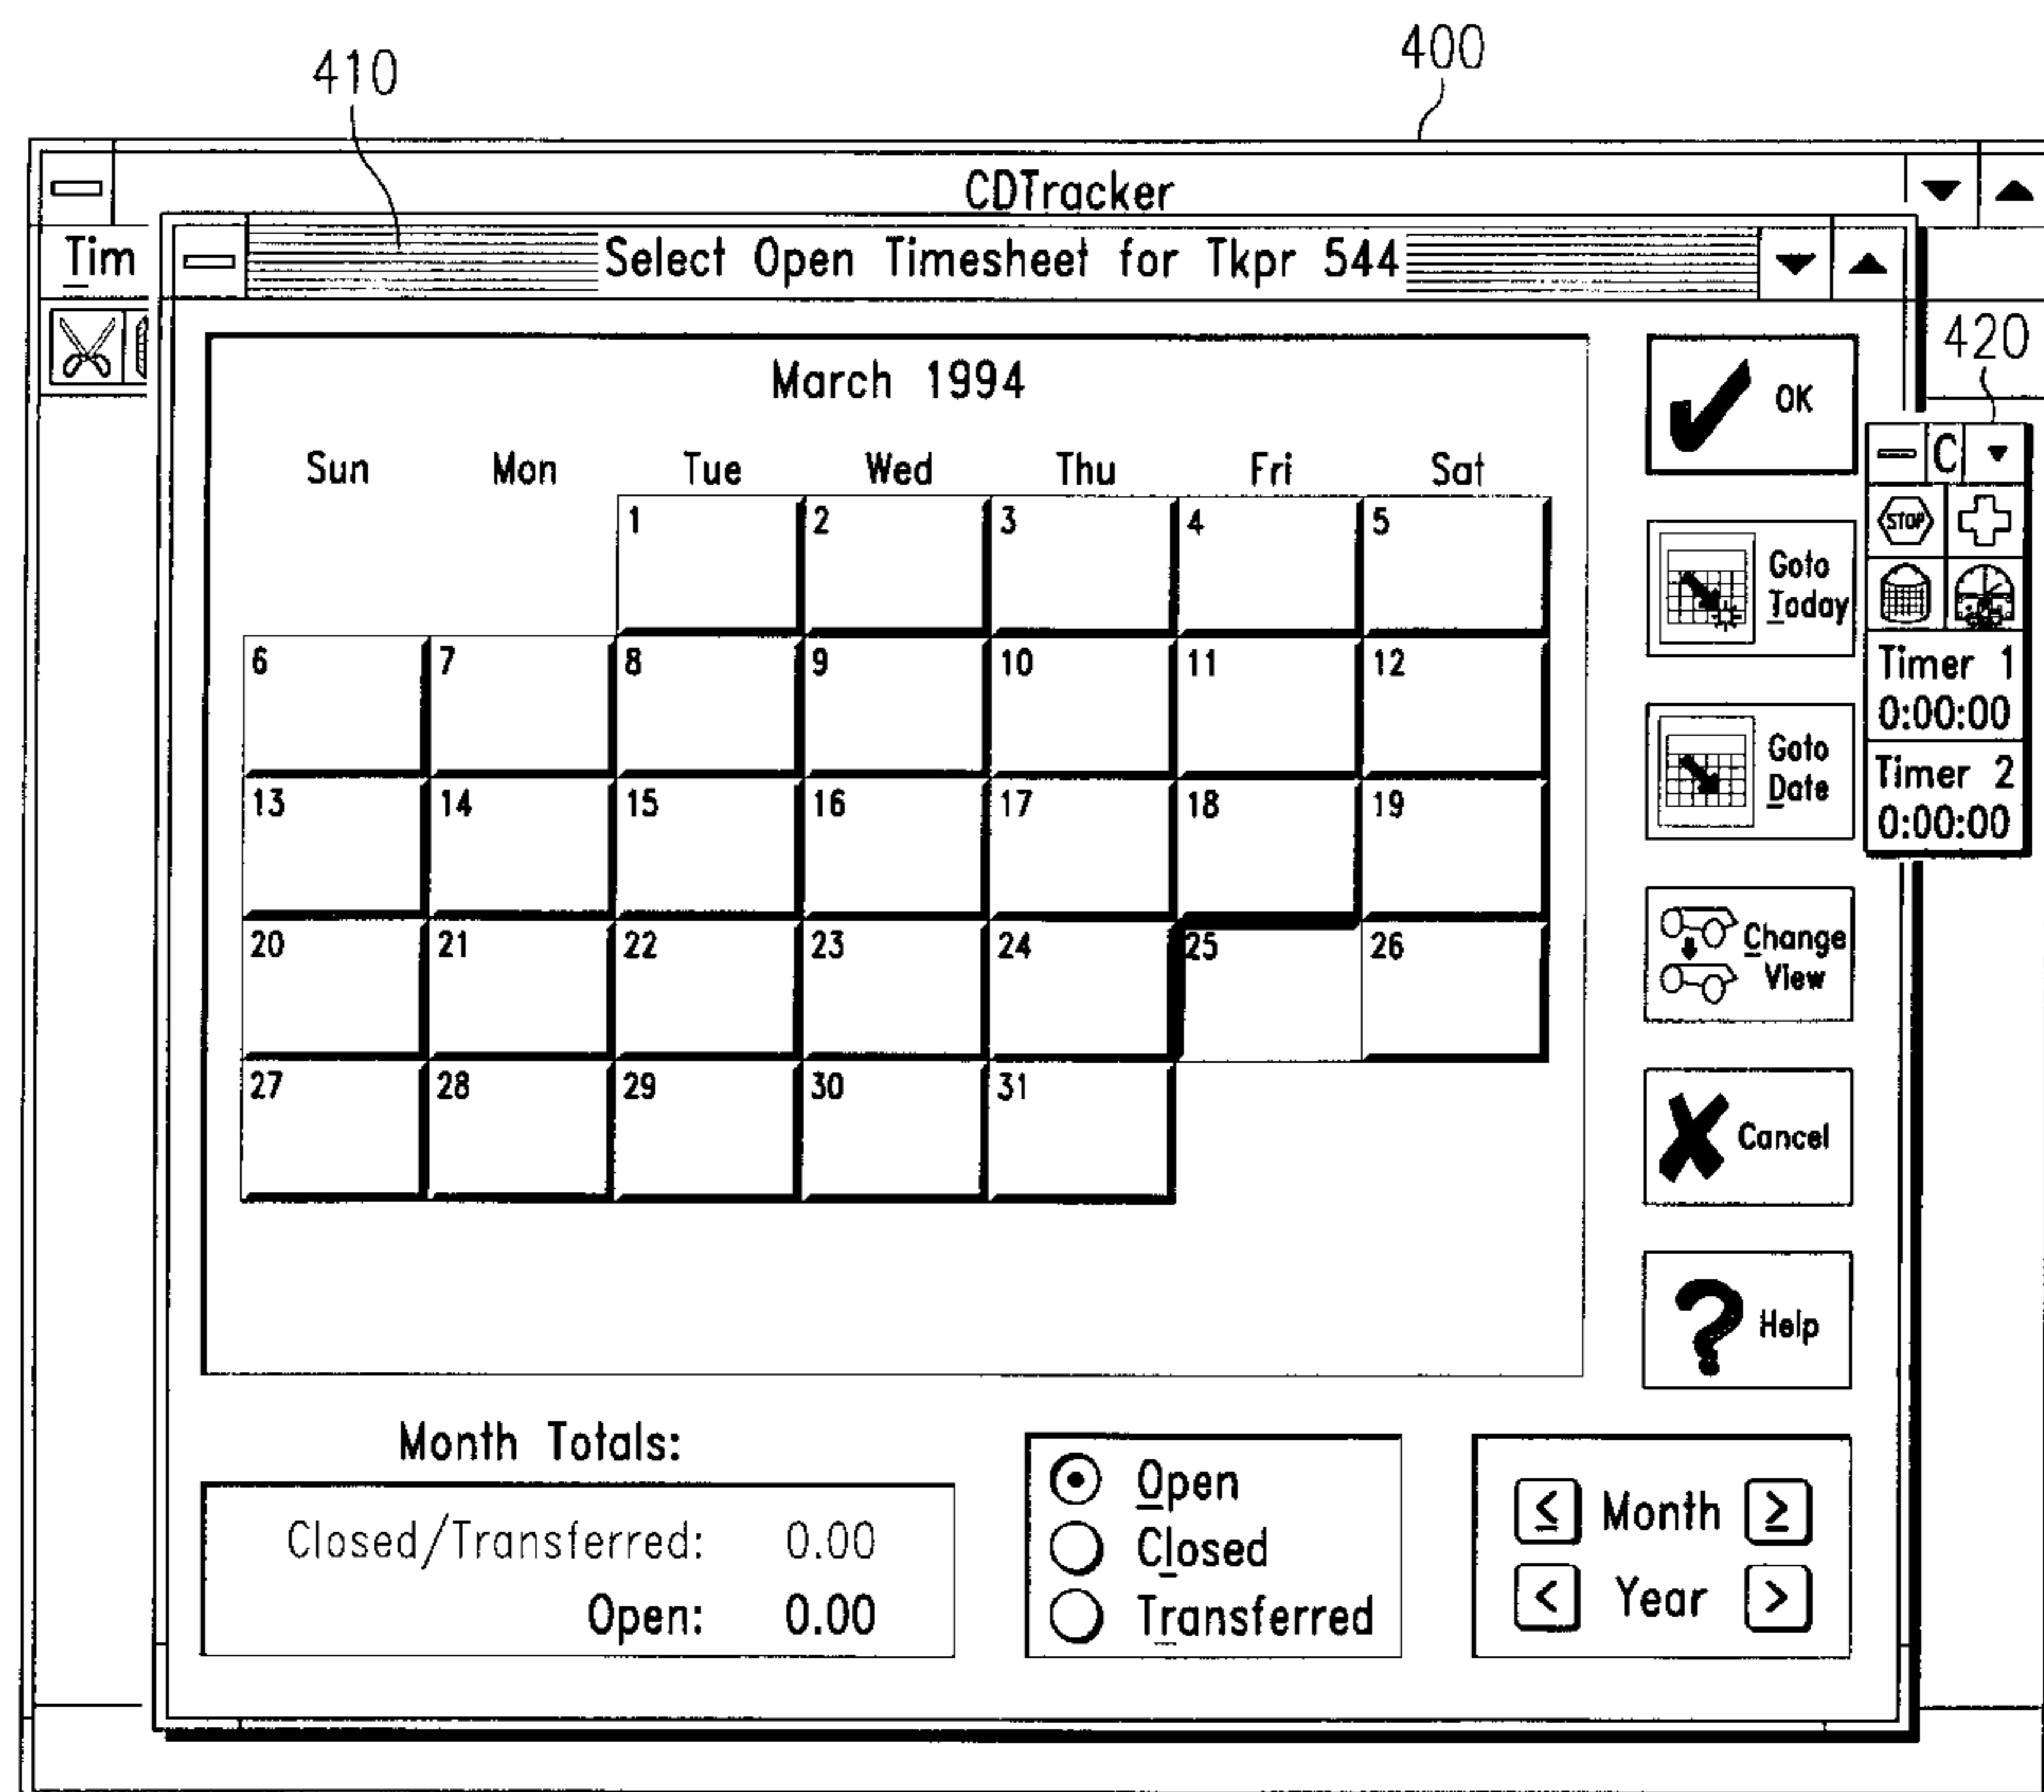 410
400
CDTracker
Tim
Select Open Timesheet for Tkpr 544
420
March 1994
OK
Sun Mon Tue Wed Thu Fri Sat
C
1 2 3 4 5
STOP
Goto
Today
6 7 8 9 10 11 12
Timer 1
0:00:00
Goto
Date
Timer 2
0:00:00
13 14 15 16 17 18 19
20 21 22 23 24 25 26
Change
View
27 28 29 30 31
Cancel
Help
Month Totals:
Closed/Transferred: 0.00
Open: 0.00
Open
Closed
Transferred
≤ Month ≥
< Year >